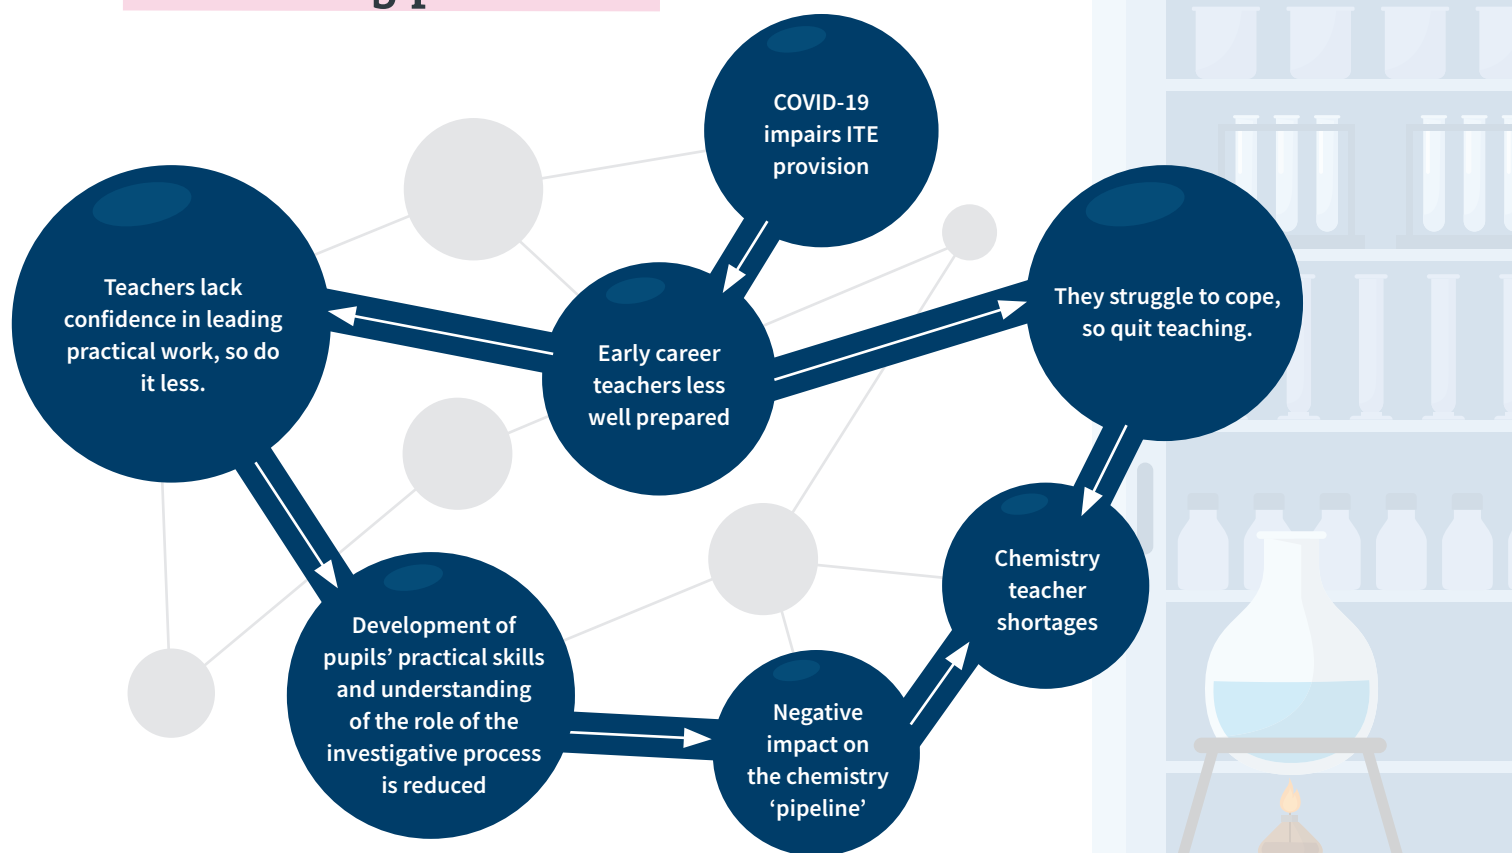 COVID-19
impairs ITE
provision
Teachers lack
confidence in leading
practical work, so do
it less.
Early career
teachers less
well prepared
They struggle to cope,
so quit teaching.
Chemistry
teacher
shortages
Development of
pupils’ practical skills
and understanding
of the role of the
investigative process
is reduced
Negative
impact on
the chemistry
‘pipeline’